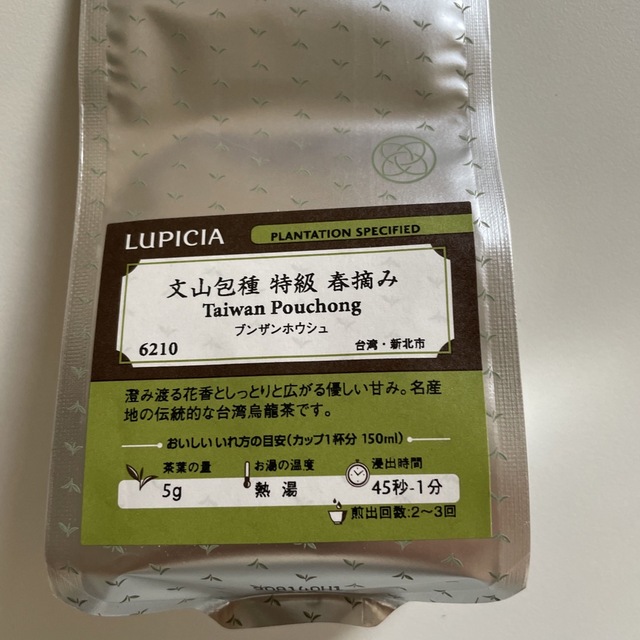 LUPICIA
PLANTATION SPECIFIED
文山包種 特級 春摘み
Taiwan Pouchong
ブンザンホウシュ
6210
台湾・新北市
澄み渡る花香としっとりと広がる優しい甘み。名産
地の伝統的な台湾烏龍茶です。
おいしい いれ方の目安(カップ1杯分 150ml)
茶葉の量
お湯の温度
浸出時間
5g
熱湯
45秒-1分
煎出回数:2〜3回